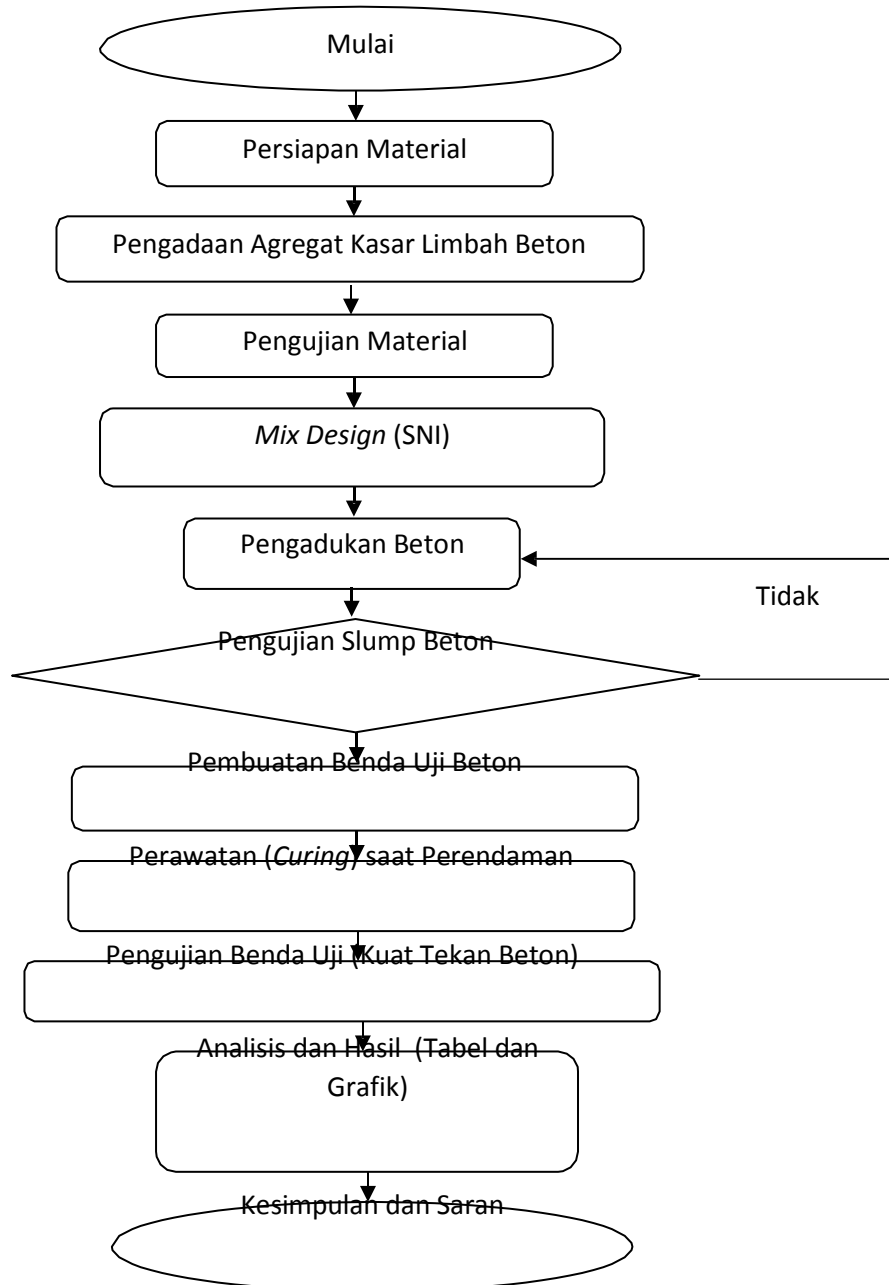 Mulai
Persiapan Material
Pengadaan Agregat Kasar Limbah Beton
Pengujian Material
Mix Design (SNI)
Pengadukan Beton
Tidak
Pengujian Slump Beton
Pembuatan Benda Uji Beton
Perawatan (Curing) saat Perendaman
Pengujian Benda Uji (Kuat Tekan Beton)
Analisis dan Hasil (Tabel dan
Grafik)
Kesimpulan dan Saran